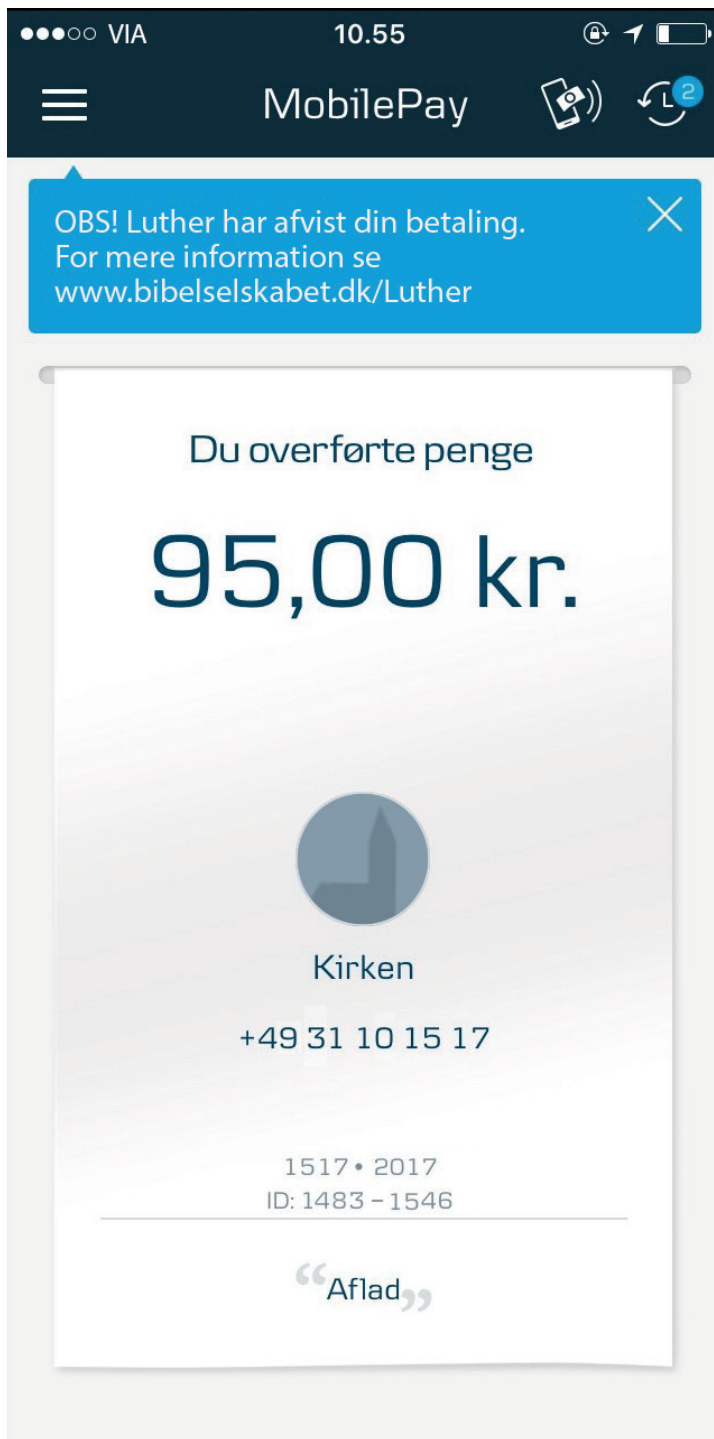 VIA
10.55
MobilePay
2
OBS! Luther har afvist din betaling.
For mere information se
www.bibelselskabet.dk/Luther
Du overførte penge
95,00 kr.
Kirken
+49 31 10 15 17
1517 • 2017
ID: 1483 – 1546
“Aflad„